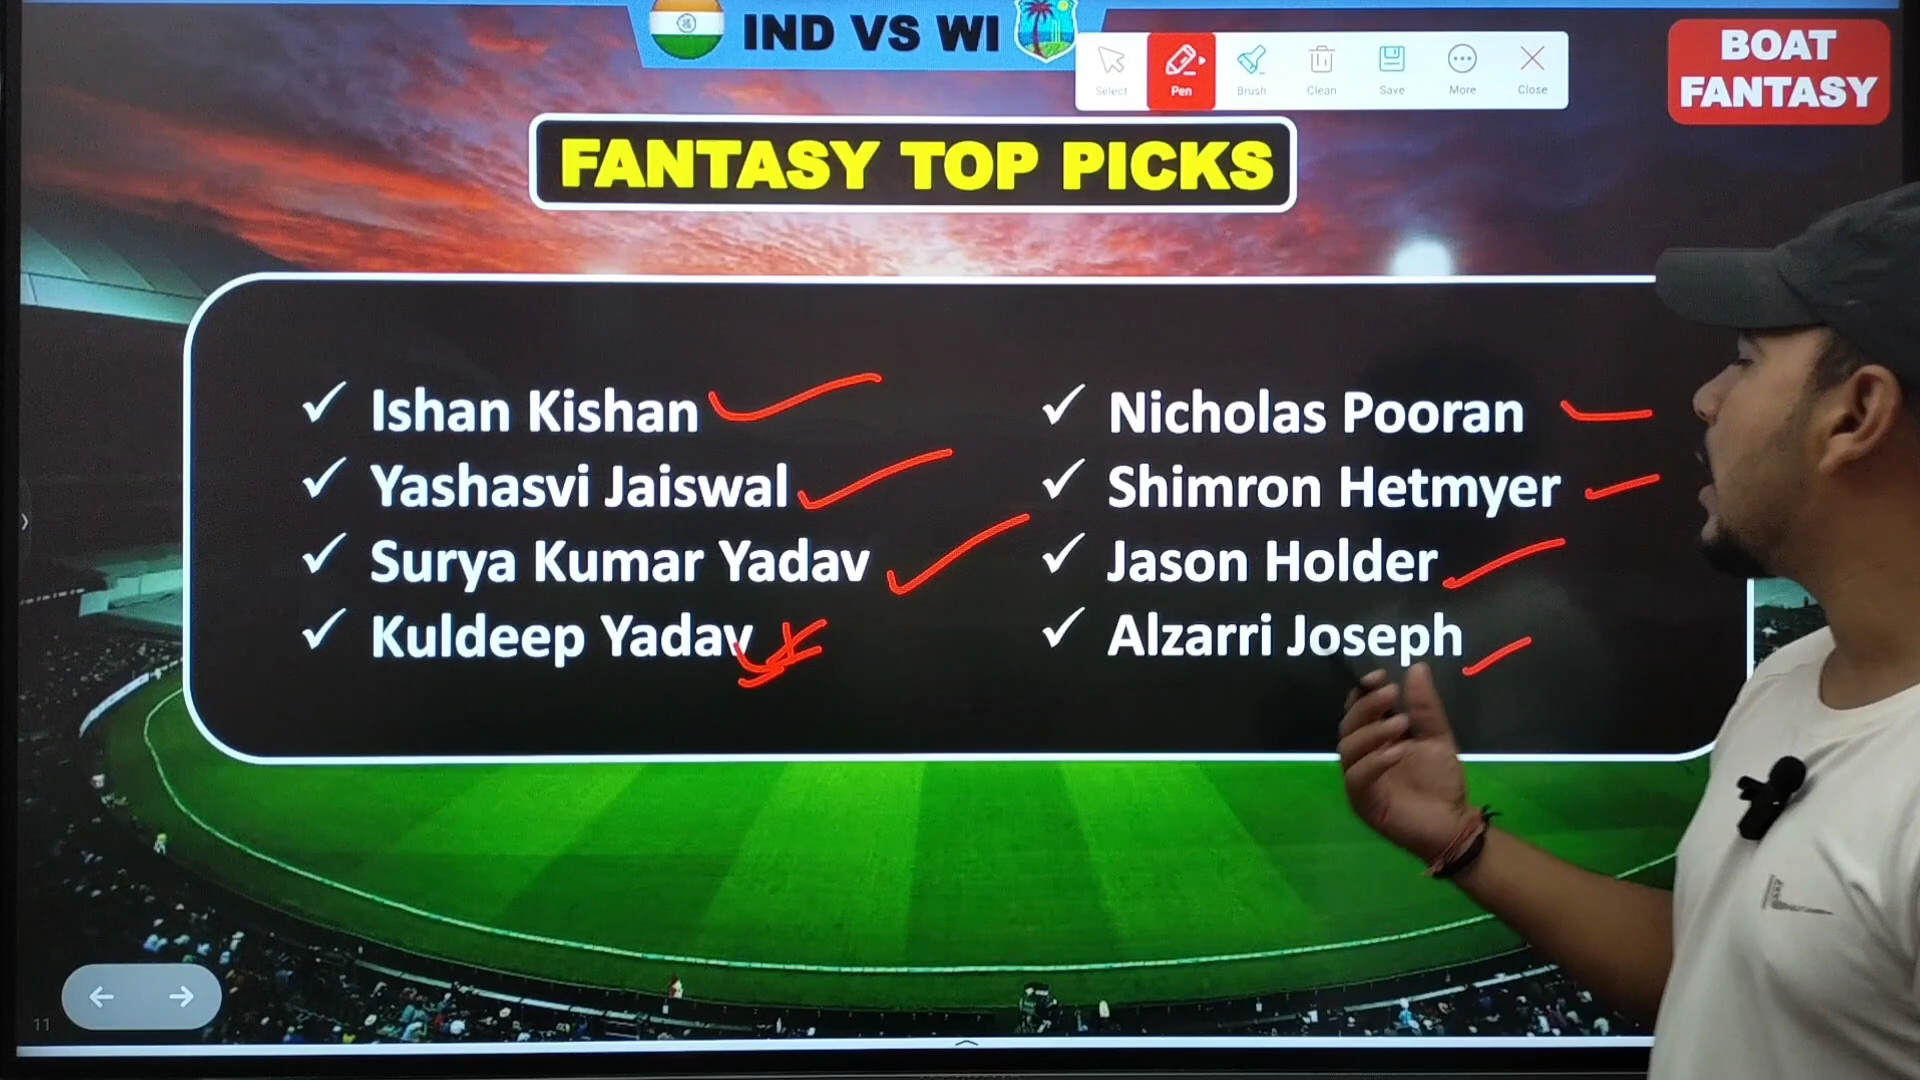 IND VS WI
BOAT
FANTASY
Select
Pen
Brush
Clean
Save
More
Close
FANTASY TOP PICKS
Ishan Kishan
Yashasvi Jaiswal
Surya Kumar Yadav
Kuldeep Yadav
Nicholas Pooran
Shimron Hetmyer
Jason Holder
Alzarri Joseph
11